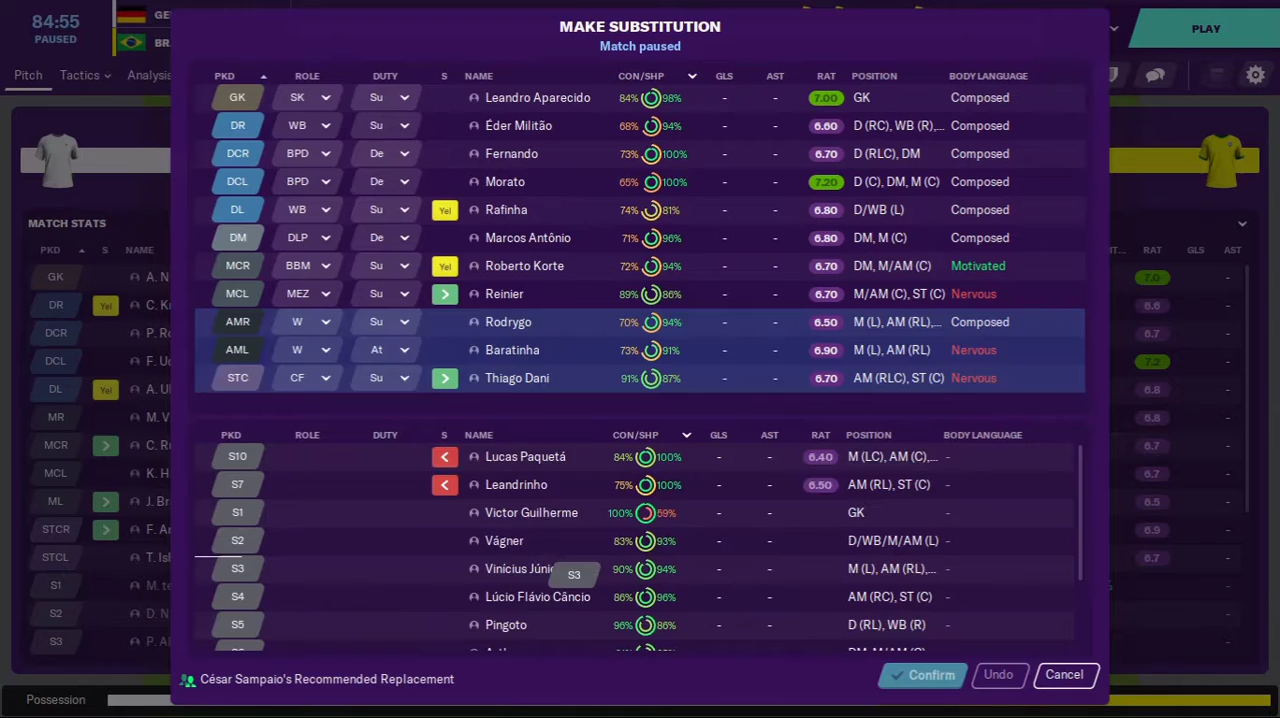 84:55
PAUSED
GE
BR
MAKE SUBSTITUTION
Match paused
PLAY
Pitch Tactics Analysis
PKD ROLE DUTY S NAME CON/SHP GLS AST RAT POSITION BODY LANGUAGE
GK SK Su Leandro Aparecido 84% 98% - - 7.00 GK Composed
DR WB Su Éder Militão 68% 94% - - 6.60 D (RC), WB (R),... Composed
DCR BPD De Fernando 73% 100% - - 6.70 D (RLC), DM Composed
DCL BPD De Morato 65% 100% - - 7.20 D (C), DM, M (C) Composed
DL WB Su Yel Rafinha 74% 81% - - 6.80 D/WB (L) Composed
DM DLP De Marcos Antônio 71% 96% - - 6.80 DM, M (C) Composed
MCR BBM Su Yel Roberto Korte 72% 94% - - 6.70 DM, M/AM (C) Motivated
MCL MEZ Su > Reinier 89% 86% - - 6.70 M/AM (C), ST (C) Nervous
AMR W Su Rodrygo 70% 94% - - 6.50 M (L), AM (RL),... Composed
AML W At Baratinha 73% 91% - - 6.90 M (L), AM (RL) Nervous
STC CF Su > Thiago Dani 91% 87% - - 6.70 AM (RLC), ST (C) Nervous
PKD ROLE DUTY S NAME CON/SHP GLS AST RAT POSITION BODY LANGUAGE
S10 < Lucas Paquetá 84% 100% - - 6.40 M (LC), AM (C),... -
S7 < Leandrinho 75% 100% - - 6.50 AM (RL), ST (C) -
S1 Victor Guilherme 100% 59% - - GK -
S2 Vágner 83% 93% - - D/WB/M/AM (L) -
S3 Vinícius Júni 90% 94% - - M (L), AM (RL),... -
S3
S4 Lúcio Flávio Câncio 86% 96% - - AM (RC), ST (C) -
S5 Pingoto 96% 86% - - D (RL), WB (R) -
César Sampaio's Recommended Replacement
Confirm Undo Cancel
MATCH STATS
PKD S NAME
GK A. N
DR Yel C. K
DCR P. R
DCL F. U
DL Yel A. U
MR M. V
MCR > C. R
MCL K. J
ML > J. B
STCR > F. A
STCL T. Is
S1 M. t
S2 D. N
S3 P. A
RAT GLS AST
7.0 -
6.6 -
6.7 -
7.2 -
6.8 -
6.8 -
6.7 -
6.7 -
6.5 -
6.7 -
Possession